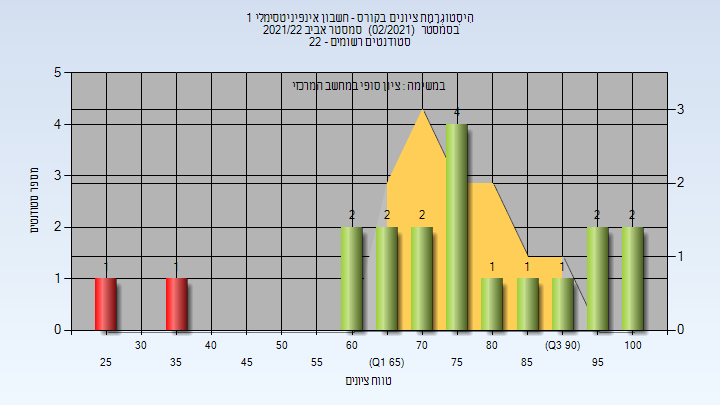 היסטוגרמת ציונים בקורס - חשבון אינפיניטסימלי 1
בסמסטר (02/2021) סמסטר אביב 2021/22
סטודנטים רשומים - 22
במשימה : ציון סופי במחשב המרכזי
מספר סטודנטים
5
4
3
2
1
0
3
2
1
0
1 1 2 2 2 4 1 1 1 2 2
30 40 50 60 70 80 (Q3 90) 100
25 35 45 55 (Q1 65) 75 85 95
טווח ציונים